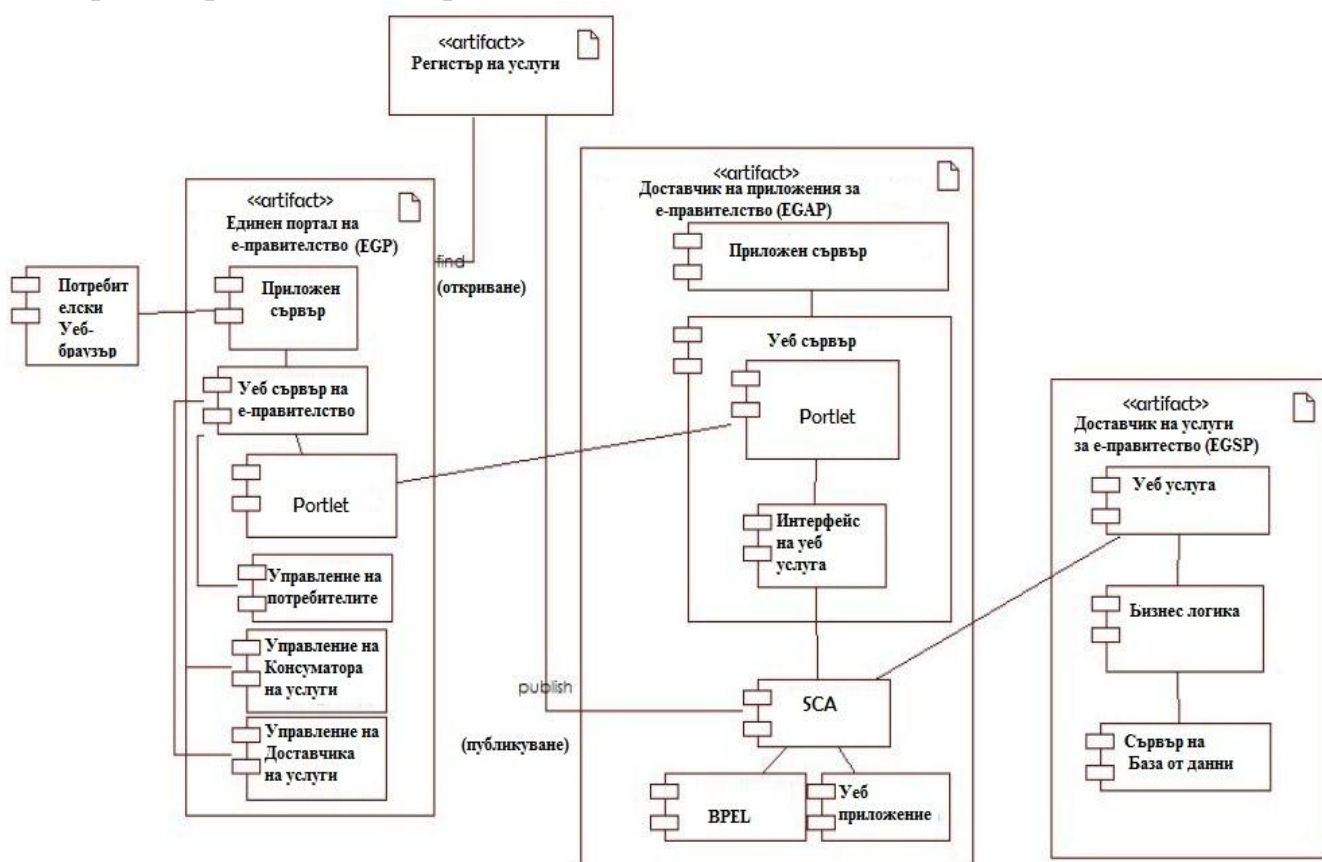 <<artifact>>
Регистър на услуги
<<artifact>>
Единен портал на
е-правителство (EGP)
find
(откриване)
Потребит
елски
Уеб-
браузър
Приложен
сървър
Уеб сървър на
е-правителство
Portlet
Управление на
потребителите
Управление на
Консуматора
на услуги
Управление на
Доставчика
на услуги
publish
(публикуване)
<<artifact>>
Доставчик на приложения за
е-правителство (EGAP)
Приложен сървър
Уеб сървър
Portlet
Интерфейс
на уеб
услуга
SCA
BPEL
Уеб
приложение
<<artifact>>
Доставчик на услуги
за е-правитество (EGSP)
Уеб услуга
Бизнес логика
Сървър на
База от данни